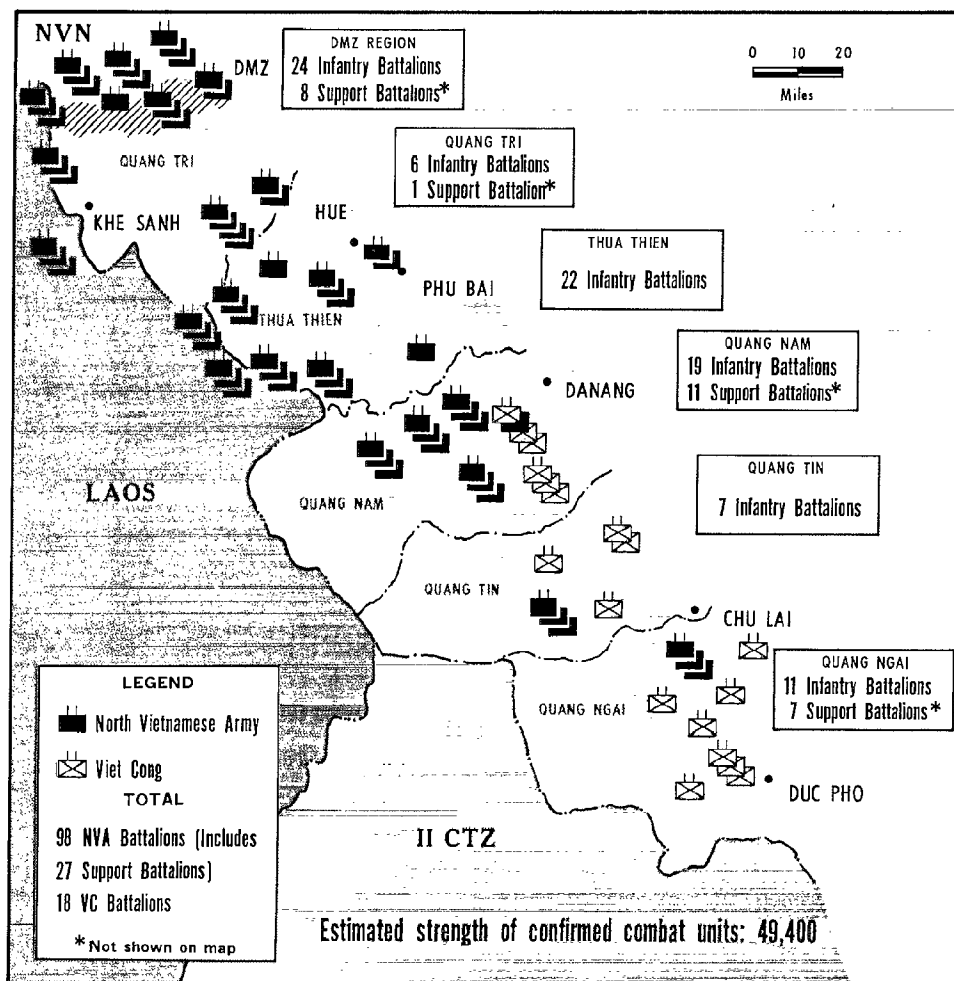 NVN
DMZ
DMZ REGION
24 Infantry Battalions
8 Support Battalions*
0 10 20
Miles
QUANG TRI
QUANG TRI
6 Infantry Battalions
1 Support Battalion*
KHE SANH
HUE
PHU BAI
THUA THIEN
22 Infantry Battalions
THUA THIEN
DANANG
QUANG NAM
19 Infantry Battalions
11 Support Battalions*
LAOS
QUANG NAM
QUANG TIN
7 Infantry Battalions
QUANG TIN
CHU LAI
QUANG NGAI
11 Infantry Battalions
7 Support Battalions*
QUANG NGAI
DUC PHO
LEGEND
North Vietnamese Army
Viet Cong
TOTAL
98 NVA Battalions (Includes
27 Support Battalions)
18 VC Battalions
*Not shown on map
II CTZ
Estimated strength of confirmed combat units: 49,400